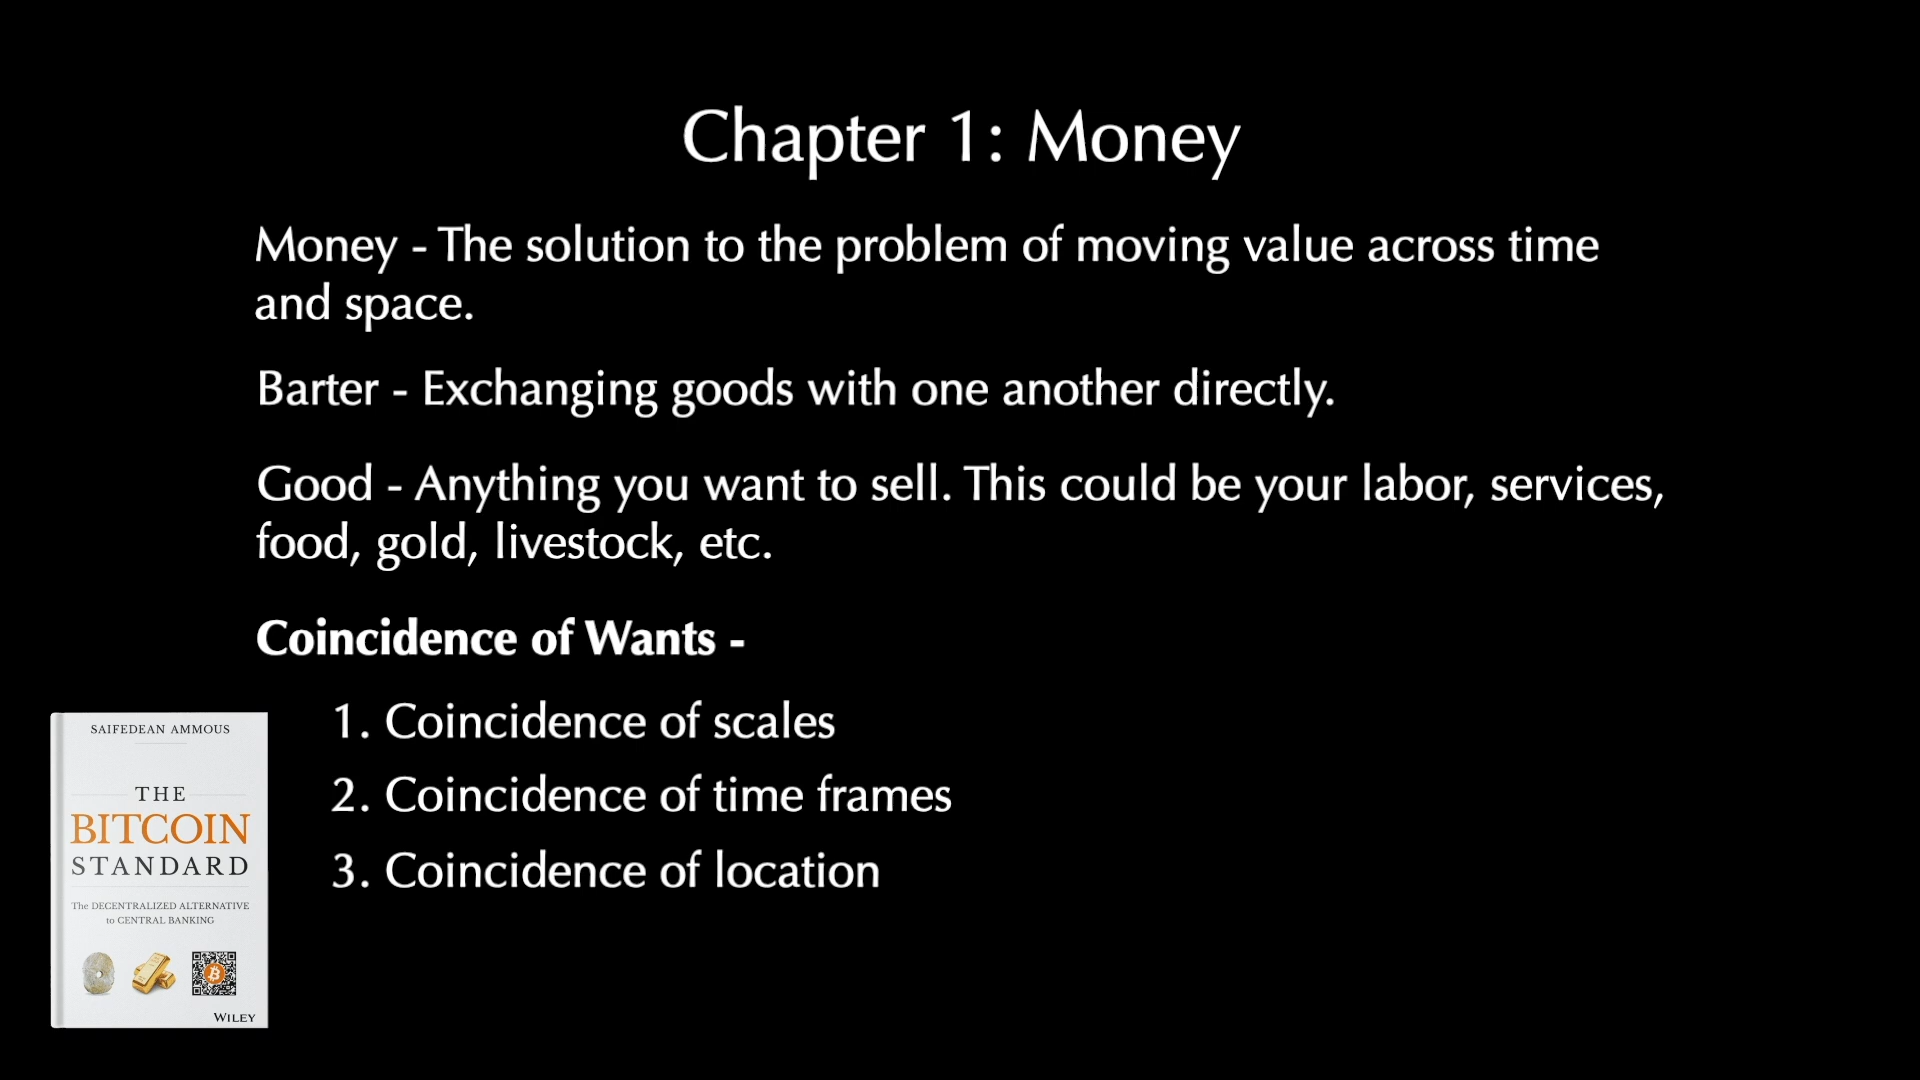 Chapter 1: Money
Money - The solution to the problem of moving value across time
and space.
Barter - Exchanging goods with one another directly.
Good - Anything you want to sell. This could be your labor, services,
food, gold, livestock, etc.
Coincidence of Wants -
1. Coincidence of scales
2. Coincidence of time frames
3. Coincidence of location
SAIFEDEAN AMMOUS
THE
BITCOIN
STANDARD
The DECENTRALIZED ALTERNATIVE
to CENTRAL BANKING
WILEY